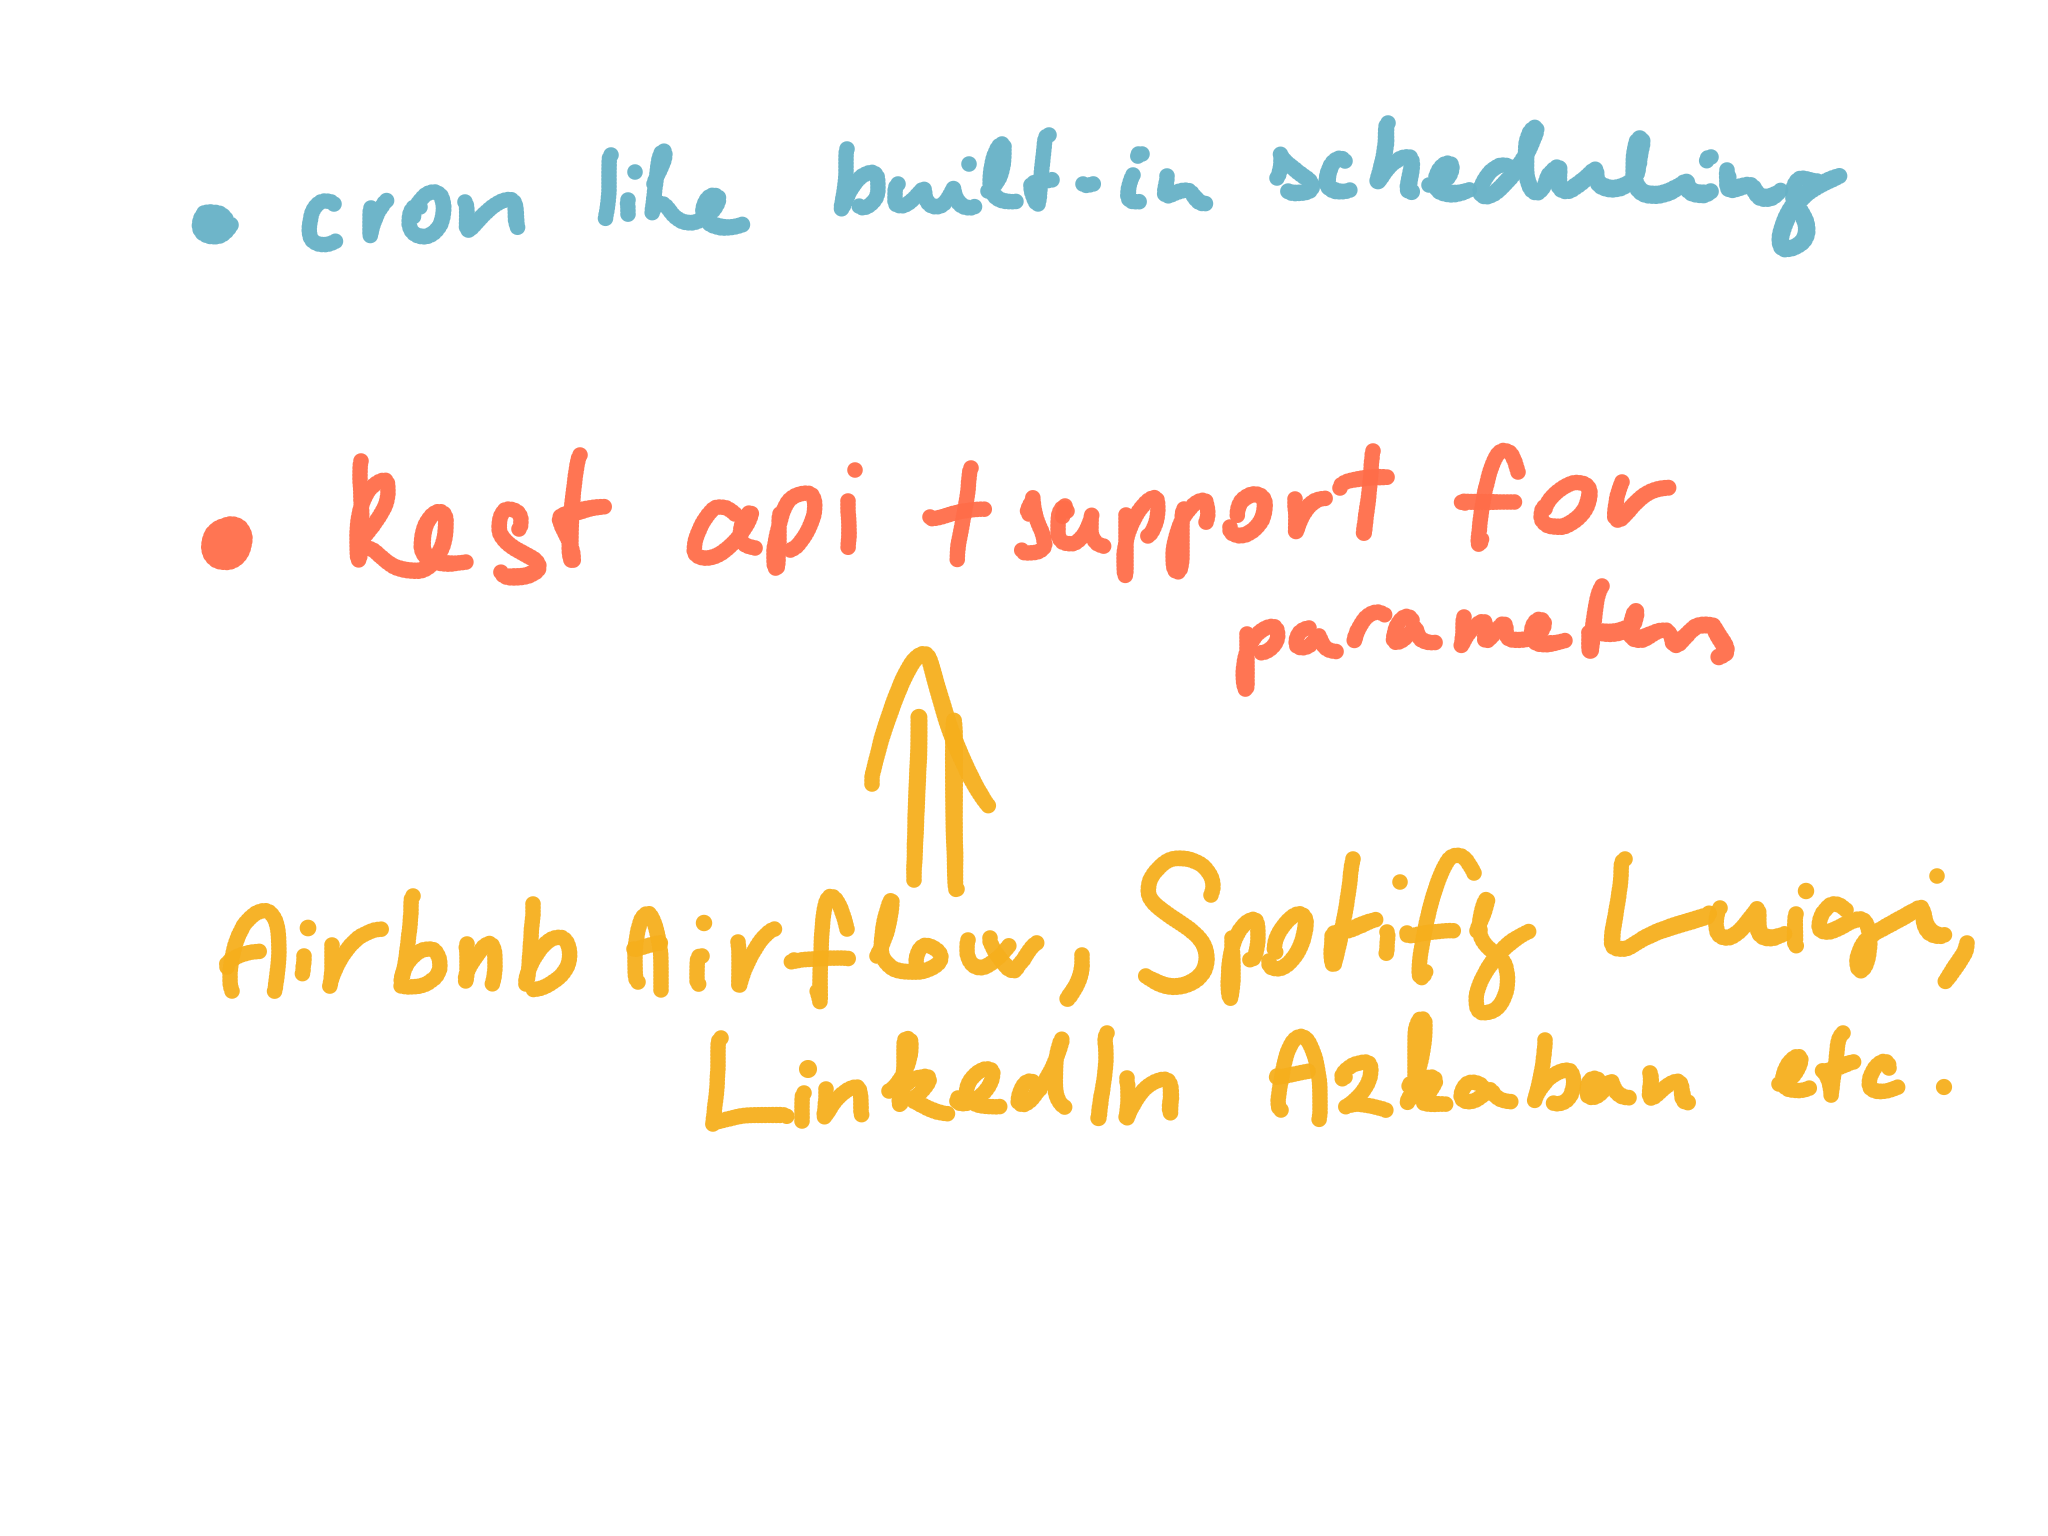 • cron like built-in scheduling
• Rest api + support for
parameters
Airbnb Airflow, Spotify Luigi,
LinkedIn Azkaban etc.